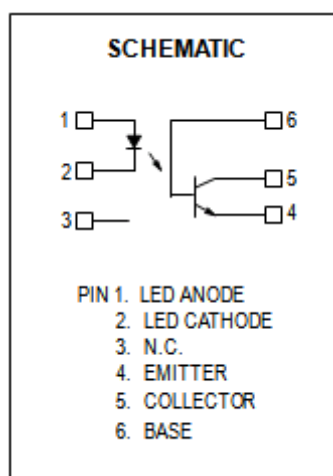 SCHEMATIC
1
6
2
5
3
4
PIN 1. LED ANODE
2. LED CATHODE
3. N.C.
4. EMITTER
5. COLLECTOR
6. BASE